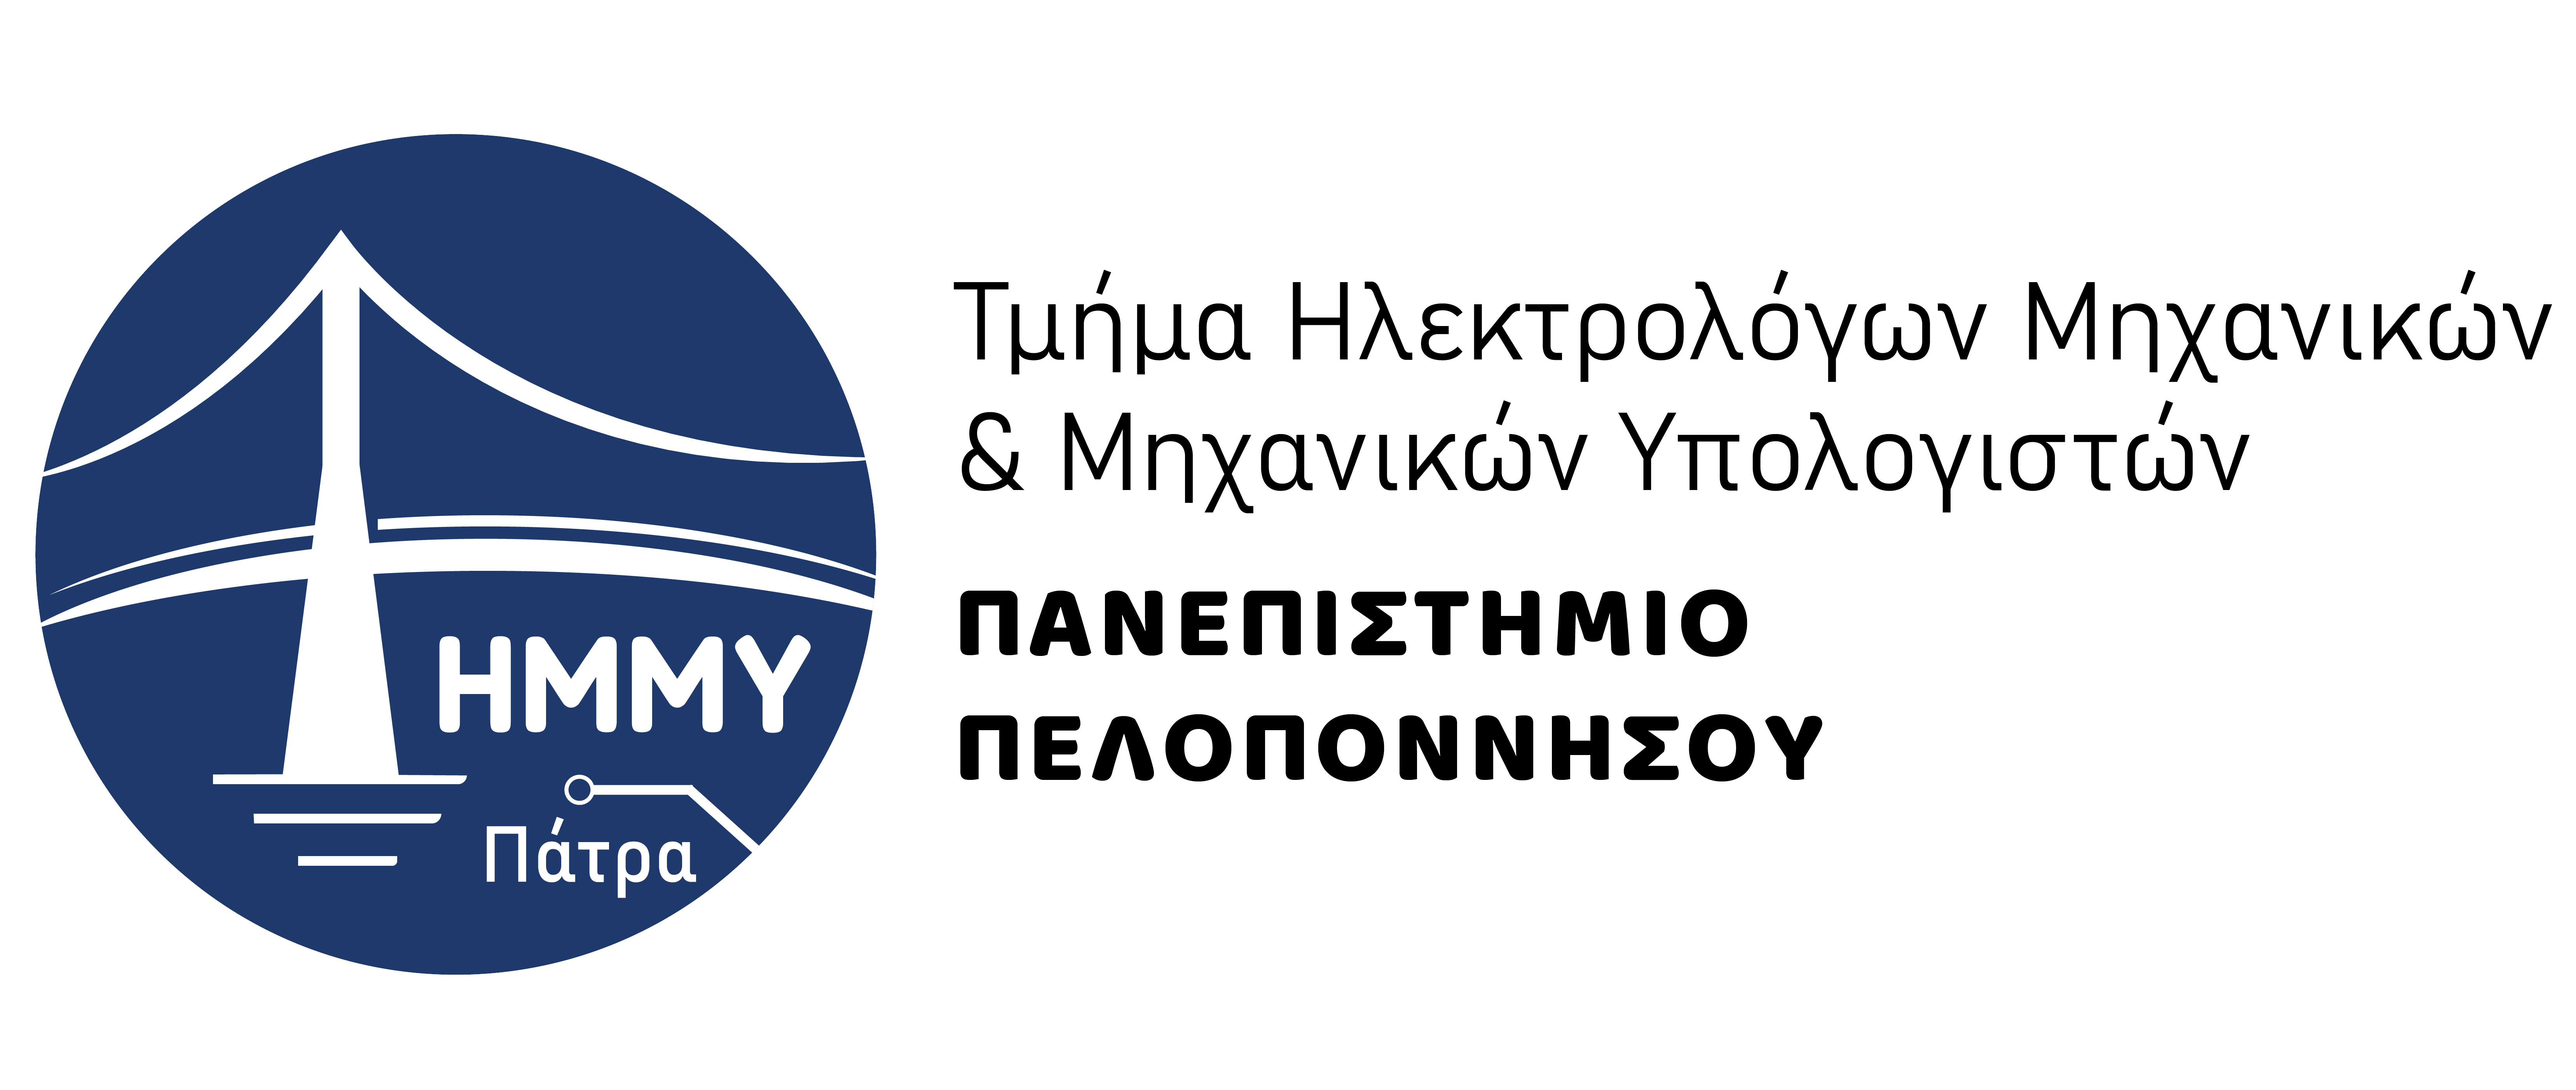 ΗΜΜΥ
Πάτρα
Τμήμα Ηλεκτρολόγων Μηχανικών
& Μηχανικών Υπολογιστών
ΠΑΝΕΠΙΣΤΗΜΙΟ
ΠΕΛΟΠΟΝΝΗΣΟΥ